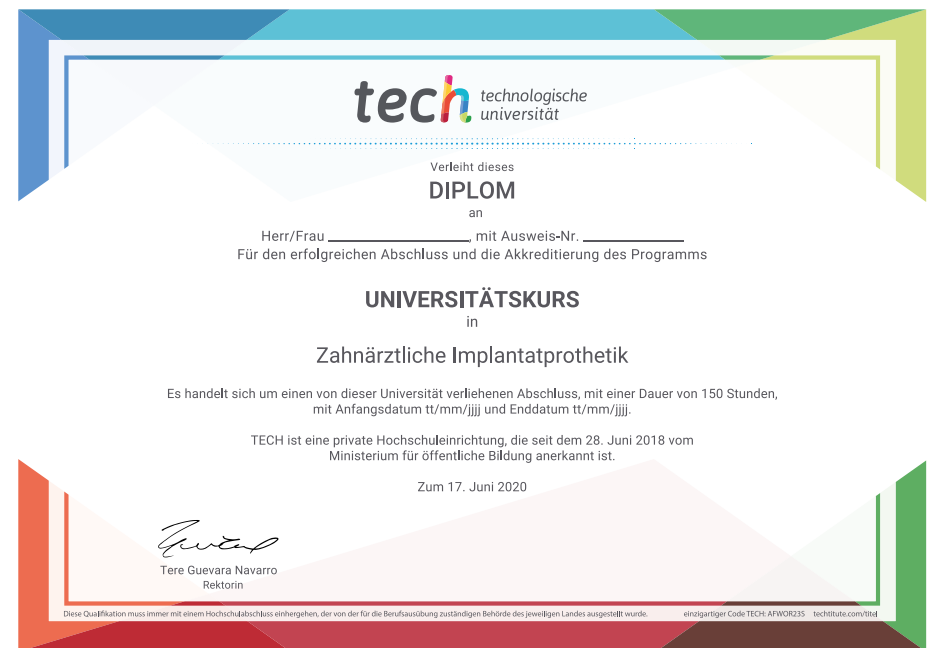 tech technologische
universität
Verleiht dieses
DIPLOM
an
Herr/Frau ____________________, mit Ausweis-Nr. ______________
Für den erfolgreichen Abschluss und die Akkreditierung des Programms
UNIVERSITÄTSKURS
in
Zahnärztliche Implantatprothetik
Es handelt sich um einen von dieser Universität verliehenen Abschluss, mit einer Dauer von 150 Stunden,
mit Anfangsdatum tt/mm/jjjj und Enddatum tt/mm/jjjj.
TECH ist eine private Hochschuleinrichtung, die seit dem 28. Juni 2018 vom
Ministerium für öffentliche Bildung anerkannt ist.
Zum 17. Juni 2020
Tere Guevara Navarro
Rektorin
Diese Qualifikation muss immer mit einem Hochschulabschluss einhergehen, der von der für die Berufsausübung zuständigen Behörde des jeweiligen Landes ausgestellt wurde. einzigartiger Code TECH: AFWOR23S techtitute.com/titel